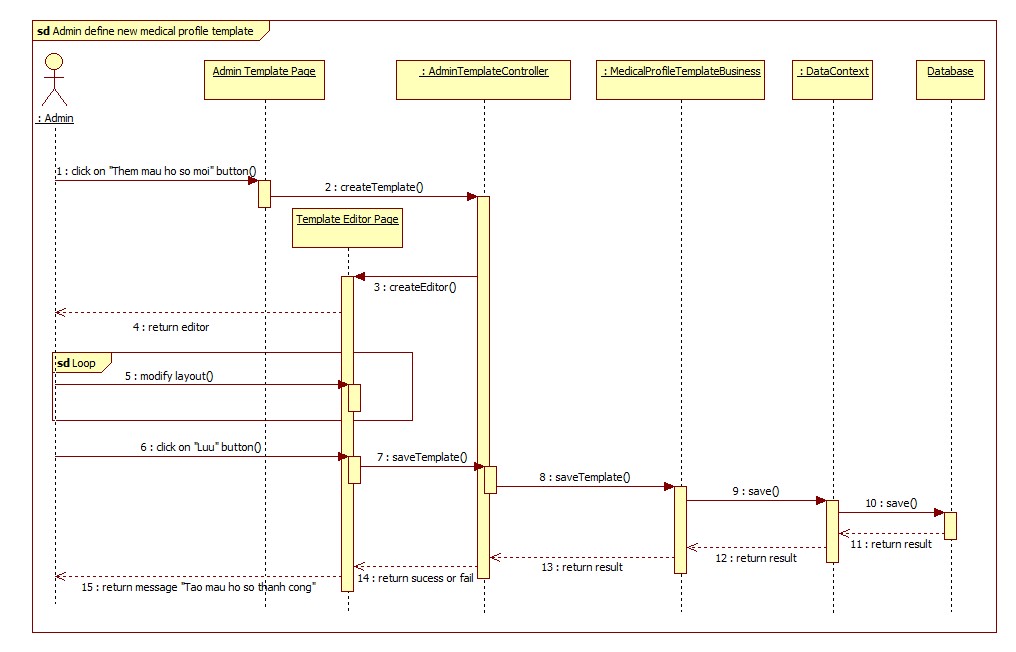 sd Admin define new medical profile template
Admin Template Page
: AdminTemplateController
: MedicalProfileTemplateBusiness
: DataContext
Database
: Admin
1 : click on "Them mau ho so moi" button()
2 : createTemplate()
Template Editor Page
3 : createEditor()
4 : return editor
sd Loop
5 : modify layout()
6 : click on "Luu" button()
7 : saveTemplate()
8 : saveTemplate()
9 : save()
10 : save()
11 : return result
12 : return result
13 : return result
14 : return sucess or fail
15 : return message "Tao mau ho so thanh cong"